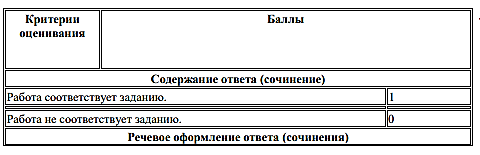 Критерии Баллы
оценивания
Содержание ответа (сочинение)
Работа соответствует заданию. 1
Работа не соответствует заданию. 0
Речевое оформление ответа (сочинения)